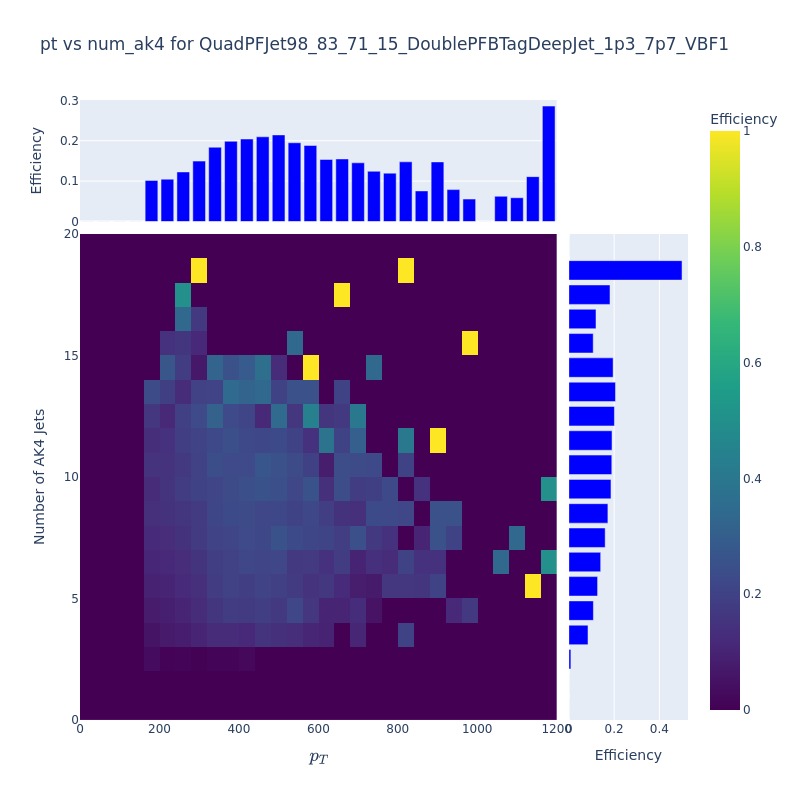 pt vs num_ak4 for QuadPFJet98_83_71_15_DoublePFBTagDeepJet_1p3_7p7_VBF1
Efficiency
0.3
0.2
0.1
0
Efficiency
1
0.8
0.6
0.4
0.2
0
Number of AK4 Jets
20
15
10
5
0
0 200 400 600 800 1000 1200
p_T
0 0.2 0.4
Efficiency